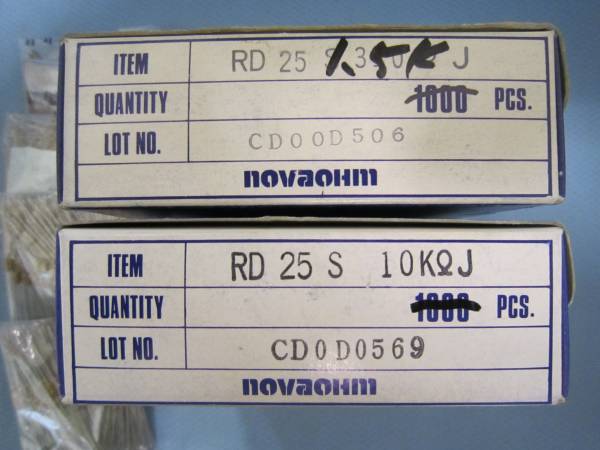 ITEM RD 25 S 1.5K J
QUANTITY 1000 PCS.
LOT NO. CD00D506
novaohm
ITEM RD 25 S 10KΩJ
QUANTITY 1000 PCS.
LOT NO. CD0D0569
novaohm